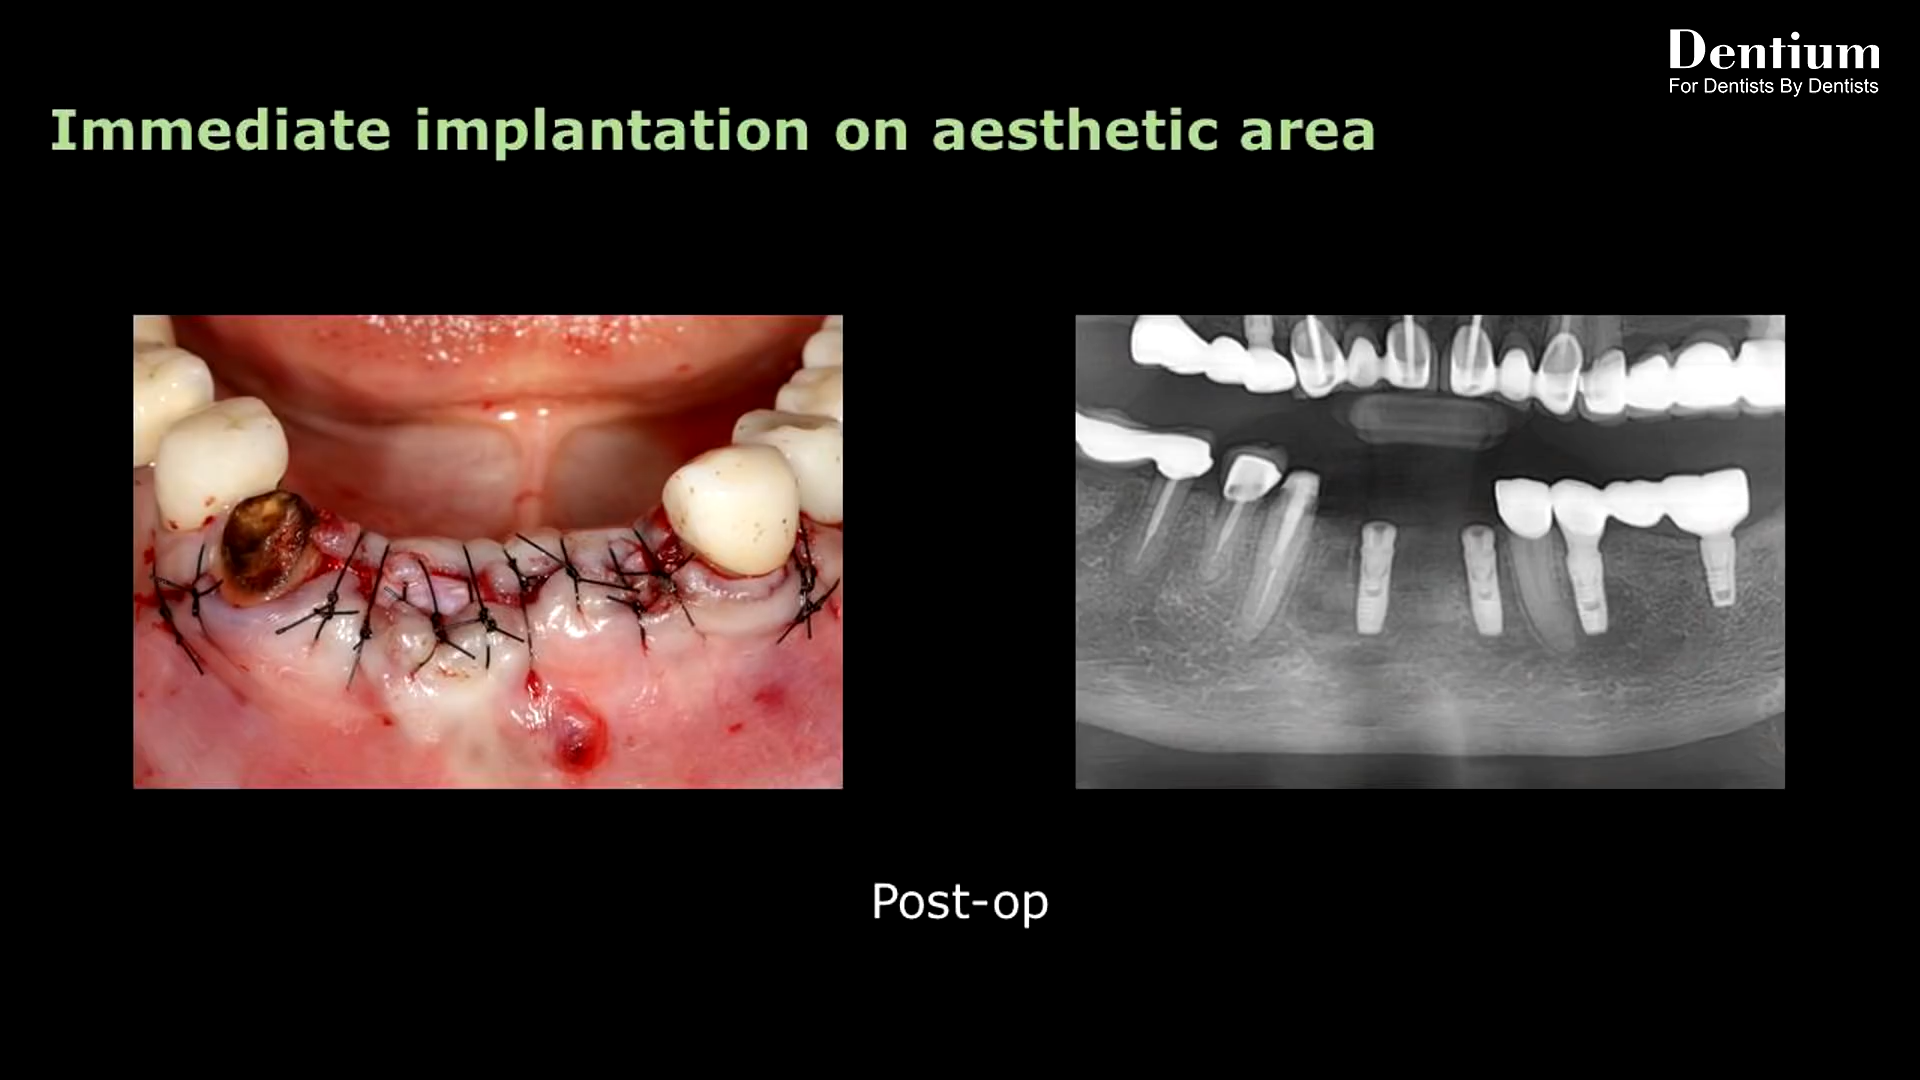 Dentium
For Dentists By Dentists
Immediate implantation on aesthetic area
Post-op